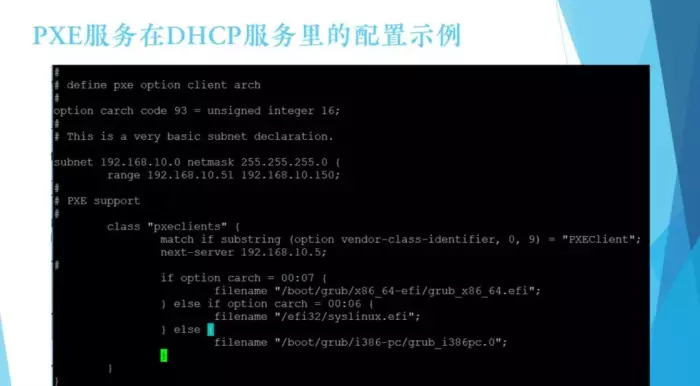 PXE服务在DHCP服务里的配置示例
#
# define pxe option client arch
#
option carch code 93 = unsigned integer 16;
#
# This is a very basic subnet declaration.
subnet 192.168.10.0 netmask 255.255.255.0 {
range 192.168.10.51 192.168.10.150;
#
# PXE support
#
class "pxeclients" {
match if substring (option vendor-class-identifier, 0, 9) = "PXEClient";
next-server 192.168.10.5;
#
if option carch = 00:07 {
filename "/boot/grub/x86_64-efi/grub_x86_64.efi";
} else if option carch = 00:06 {
filename "/efi32/syslinux.efi";
} else {
filename "/boot/grub/i386-pc/grub_i386pc.0";
}
}
}